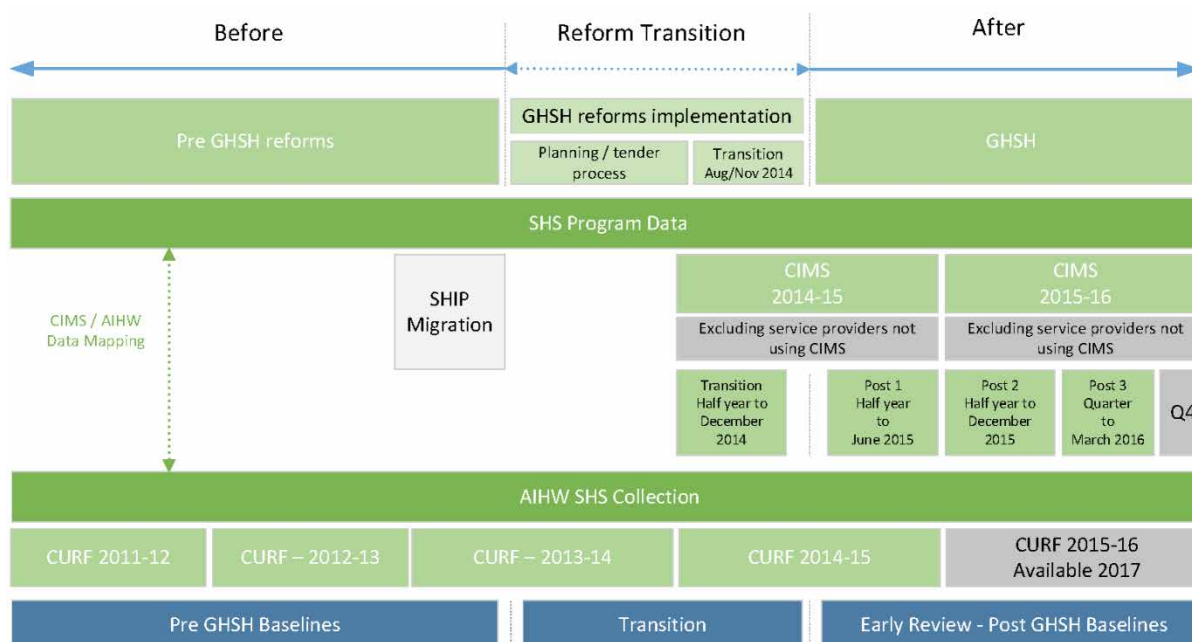 Before
Reform Transition
After
Pre GHSH reforms
GHSH reforms implementation
Planning / tender
process
Transition
Aug/Nov 2014
GHSH
SHS Program Data
CIMS / AIHW
Data Mapping
SHIP
Migration
CIMS
2014-15
CIMS
2015-16
Excluding service providers not
using CIMS
Excluding service providers not
using CIMS
Transition
Half year to
December
2014
Post 1
Half year
to
June 2015
Post 2
Half year to
December
2015
Post 3
Quarter
to
March 2016
Q4
AIHW SHS Collection
CURF 2011-12
CURF – 2012-13
CURF – 2013-14
CURF 2014-15
CURF 2015-16
Available 2017
Pre GHSH Baselines
Transition
Early Review - Post GHSH Baselines